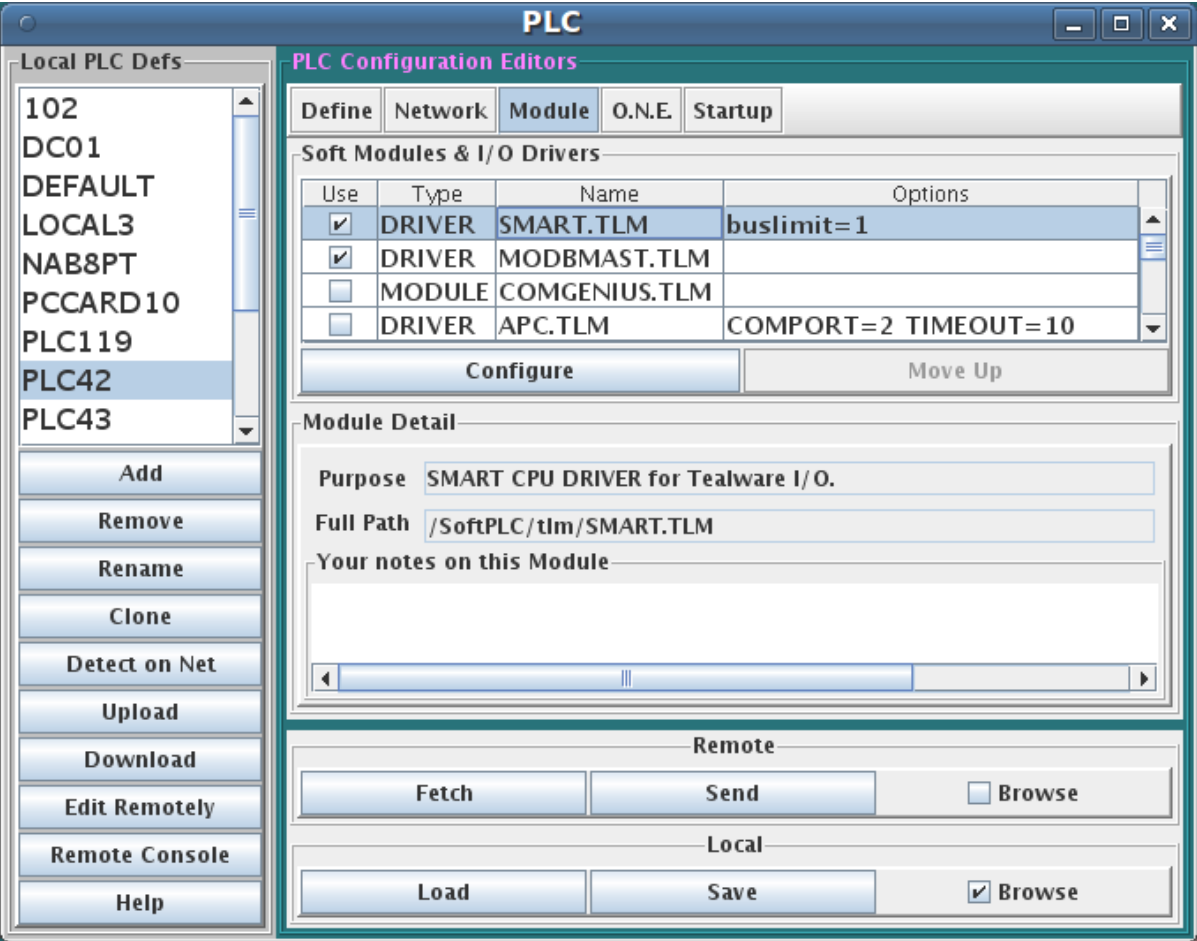 PLC
Local PLC Defs
102
DC01
DEFAULT
LOCAL3
NAB8PT
PCCARD10
PLC119
PLC42
PLC43
Add
Remove
Rename
Clone
Detect on Net
Upload
Download
Edit Remotely
Remote Console
Help
PLC Configuration Editors
Define Network Module O.N.E. Startup
Soft Modules & I/O Drivers
Use Type Name Options
DRIVER SMART.TLM buslimit=1
DRIVER MODBMAST.TLM
MODULE COMGENIUS.TLM
DRIVER APC.TLM COMPORT=2 TIMEOUT=10
Configure Move Up
Module Detail
Purpose SMART CPU DRIVER for Tealware I/O.
Full Path /SoftPLC/tlm/SMART.TLM
Your notes on this Module
Remote
Fetch Send Browse
Local
Load Save Browse